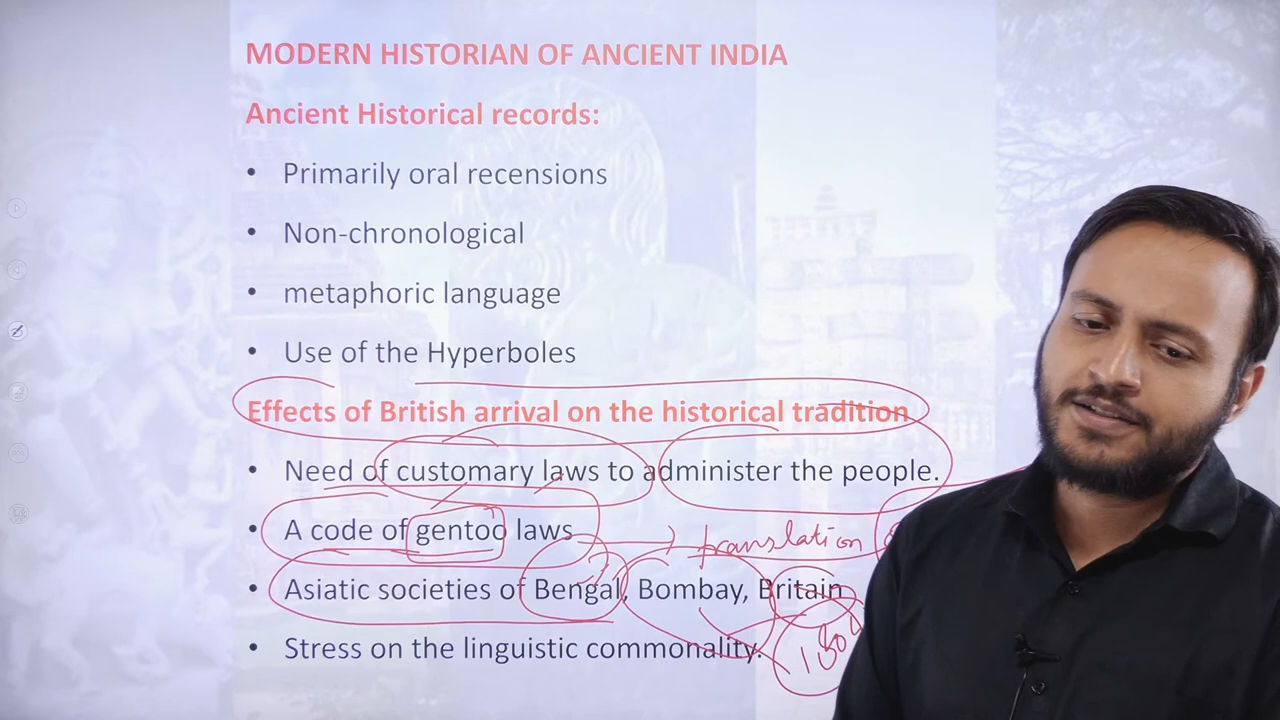 MODERN HISTORIAN OF ANCIENT INDIA
Ancient Historical records:
• Primarily oral recensions
• Non-chronological
• metaphoric language
• Use of the Hyperboles
Effects of British arrival on the historical tradition
• Need of customary laws to administer the people.
• A code of gentoo laws → translation
• Asiatic societies of Bengal, Bombay, Britain
• Stress on the linguistic commonality.